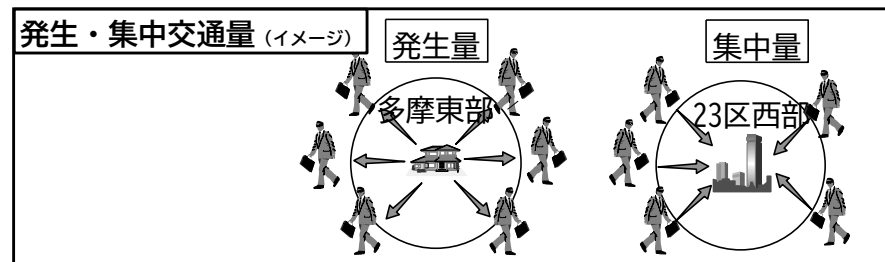 発生・集中交通量（イメージ）
発生量
集中量
多摩東部
23区西部